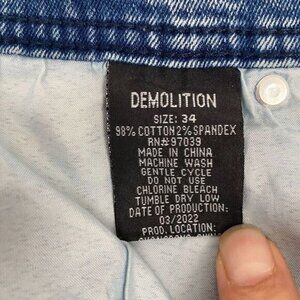 DEMOLITION
SIZE: 34
98% COTTON 2% SPANDEX
RN# 97039
MADE IN CHINA
MACHINE WASH
GENTLE CYCLE
DO NOT USE
CHLORINE BLEACH
TUMBLE DRY LOW
DATE OF PRODUCTION:
03/2022
PROD. LOCATION: